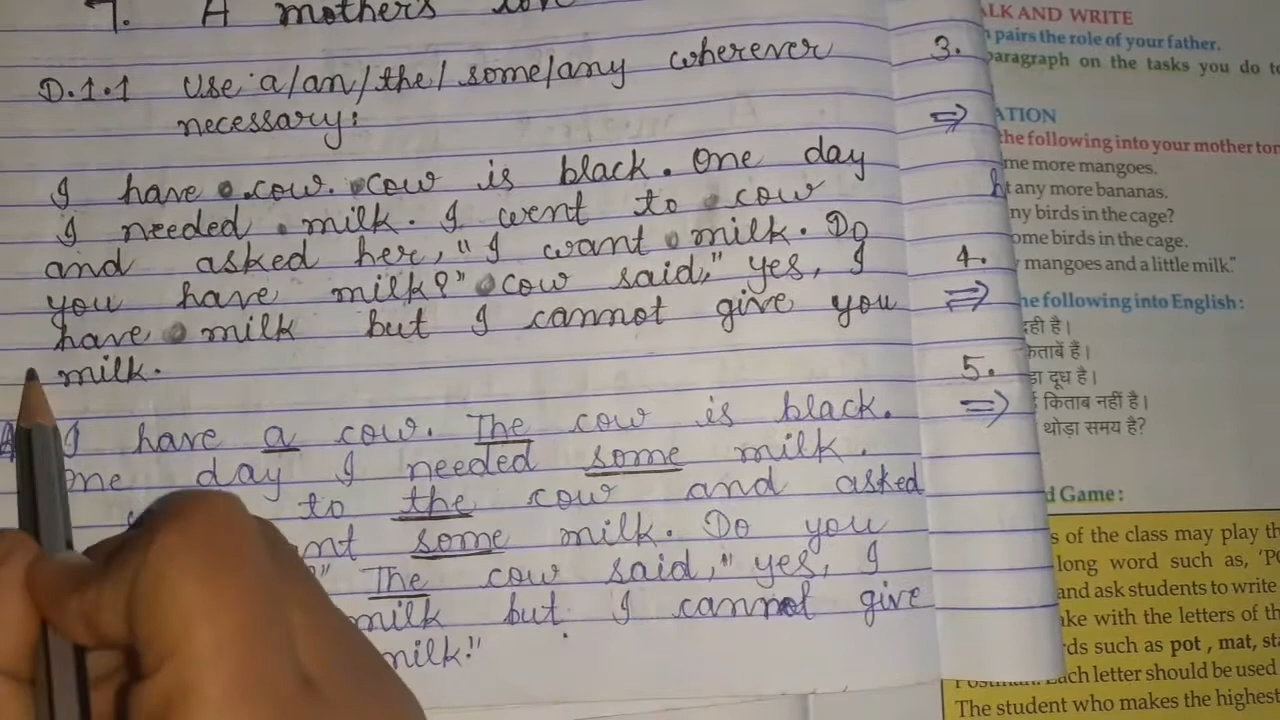 7. A mother's
D.1.1 Use a/an/the/some/any wherever
necessary:
I have . cow. cow is black. One day
I needed . milk. I went to cow
and asked here, "I want milk. Do
you have milk?" cow said," yes, I
have milk but I cannot give you
milk.
I have a cow. The cow is black.
One day I needed some milk.
to the cow and asked
want some milk. Do you
The cow said," yes, I
milk but I cannot give
milk."
3.
⇒
4.
⇒
5.
⇒
ALK AND WRITE
pairs the role of your father.
paragraph on the tasks you do to
ATION
the following into your mother ton
me more mangoes.
any more bananas.
ny birds in the cage?
ome birds in the cage.
mangoes and a little milk."
he following into English:
रही है।
किताबें हैं।
ड़ा दूध है।
किताब नहीं है।
थोड़ा समय है?
d Game:
s of the class may play th
long word such as, 'Po
and ask students to write
ake with the letters of th
ds such as pot , mat, sta
Each letter should be used
The student who makes the highest